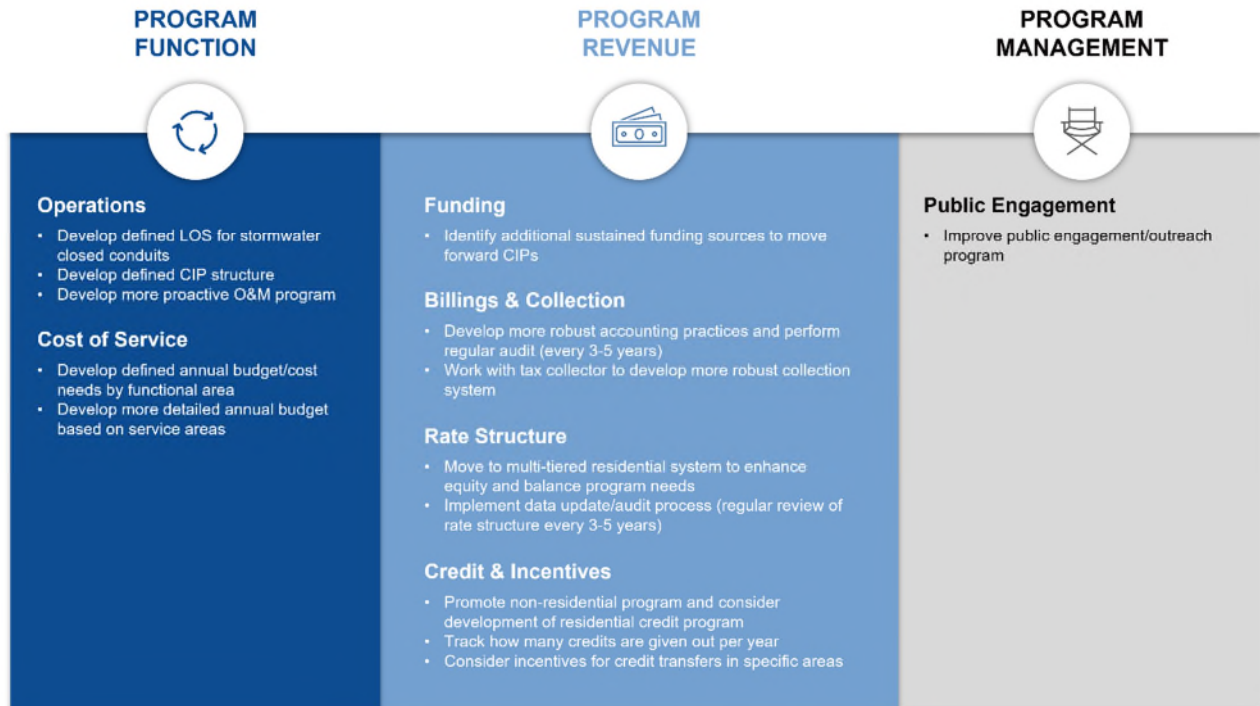 PROGRAM
FUNCTION
Operations
• Develop defined LOS for stormwater
closed conduits
• Develop defined CIP structure
• Develop more proactive O&M program
Cost of Service
• Develop defined annual budget/cost
needs by functional area
• Develop more detailed annual budget
based on service areas
PROGRAM
REVENUE
Funding
• Identify additional sustained funding sources to move
forward CIPs
Billings & Collection
• Develop more robust accounting practices and perform
regular audit (every 3-5 years)
• Work with tax collector to develop more robust collection
system
Rate Structure
• Move to multi-tiered residential system to enhance
equity and balance program needs
• Implement data update/audit process (regular review of
rate structure every 3-5 years)
Credit & Incentives
• Promote non-residential program and consider
development of residential credit program
• Track how many credits are given out per year
• Consider incentives for credit transfers in specific areas
PROGRAM
MANAGEMENT
Public Engagement
• Improve public engagement/outreach
program